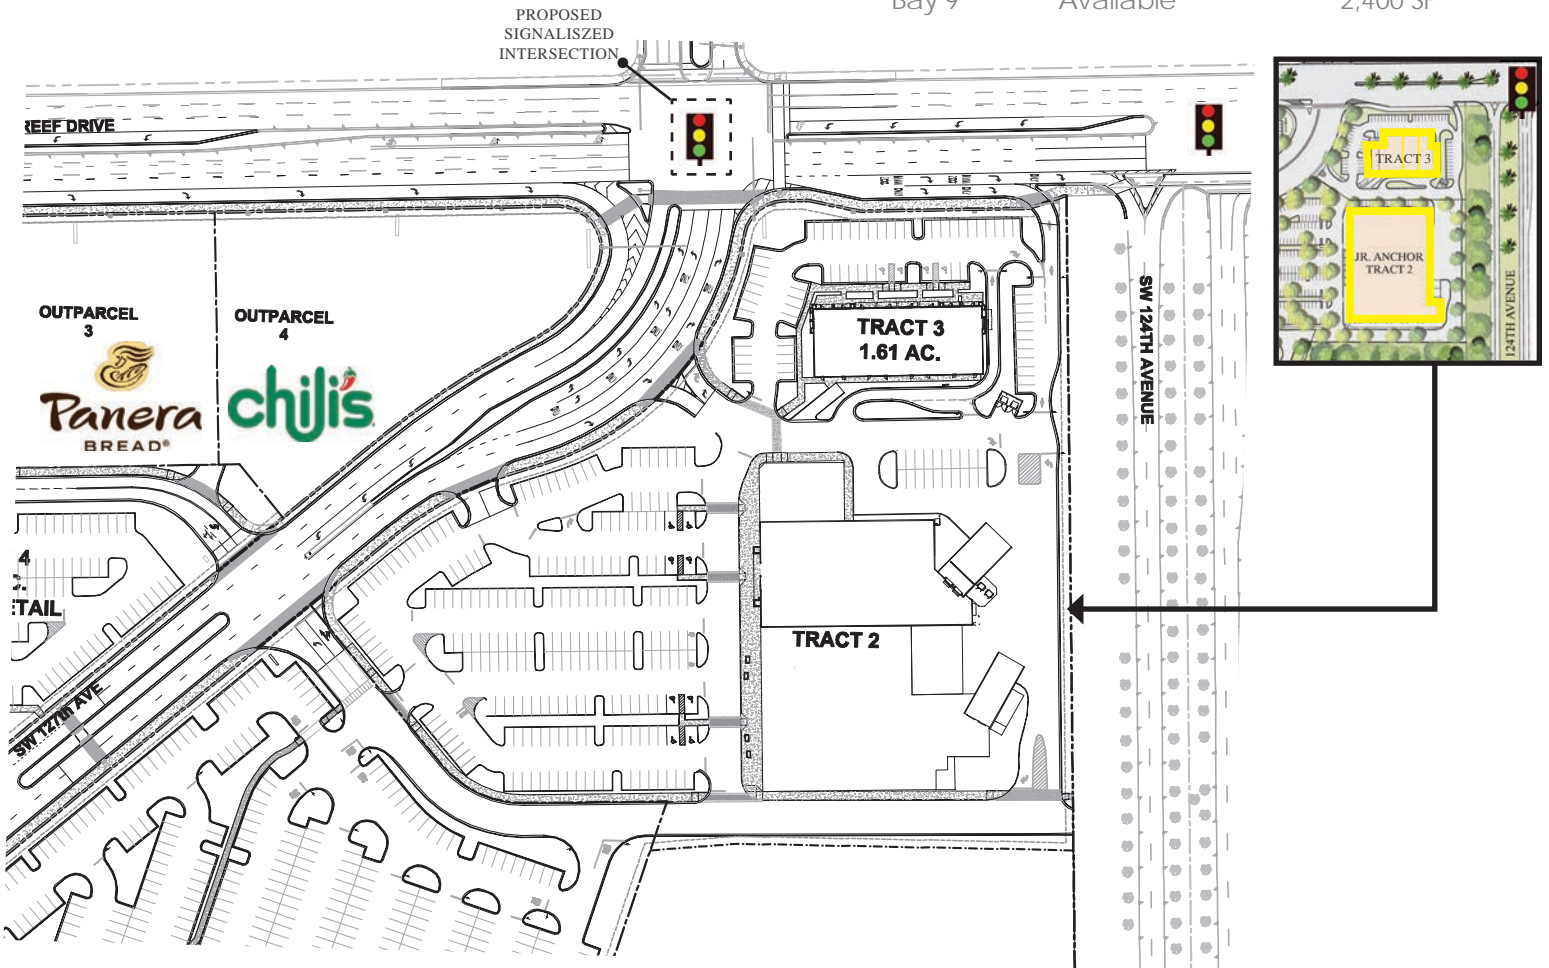 Bay 9 Available 2,400 SF
PROPOSED
SIGNALISZED
INTERSECTION
REEF DRIVE
OUTPARCEL
3
Panera
BREAD®
OUTPARCEL
4
chili's
TRACT 3
1.61 AC.
SW 124TH AVENUE
TRACT 3
JR. ANCHOR
TRACT 2
124TH AVENUE
4
TAIL
TRACT 2
SW 127th AVE